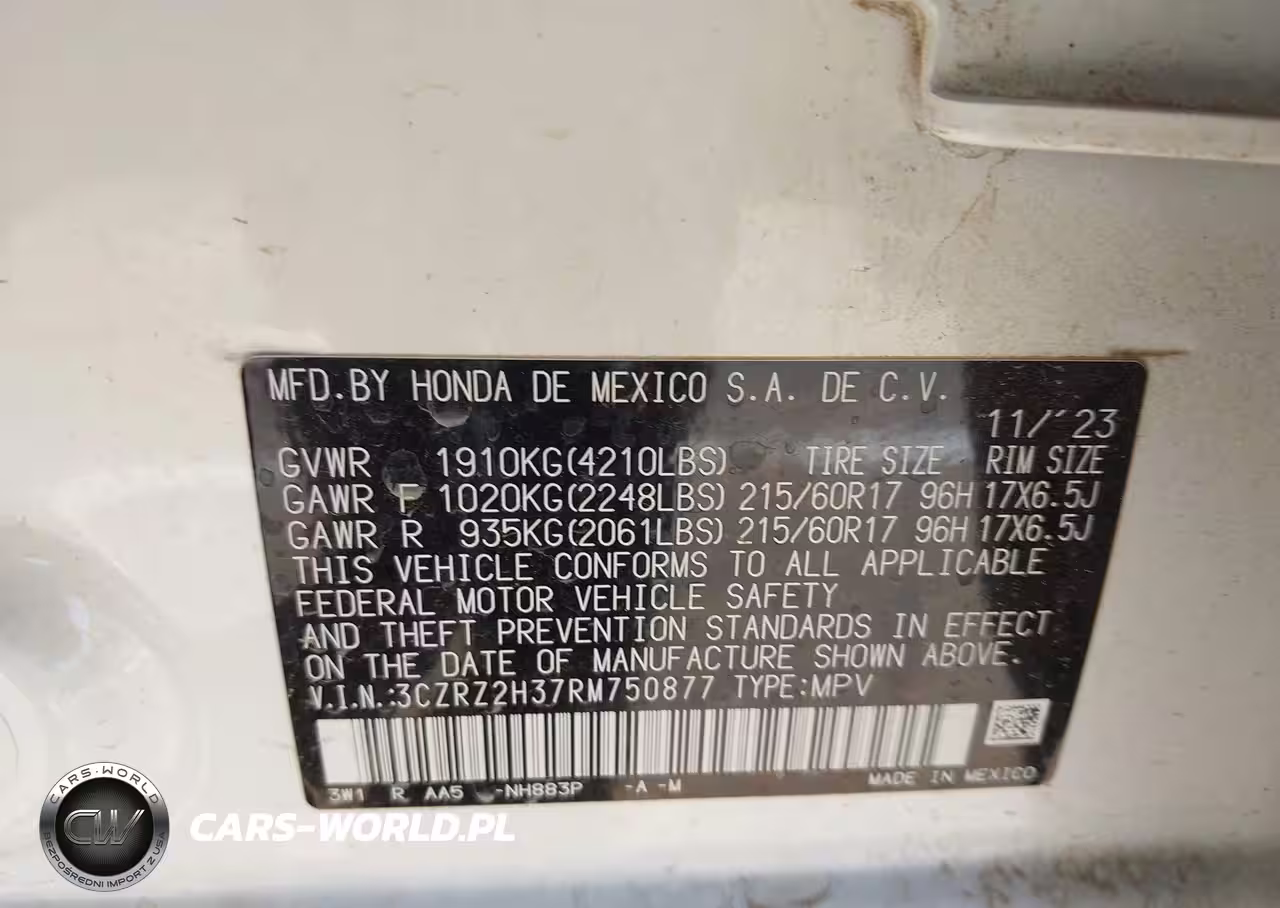 MFD. BY HONDA DE MEXICO S.A. DE C.V.
11/´23
GVWR 1910KG(4210LBS) TIRE SIZE RIM SIZE
GAWR F 1020KG(2248LBS) 215/60R17 96H 17X6.5J
GAWR R 935KG(2061LBS) 215/60R17 96H 17X6.5J
THIS VEHICLE CONFORMS TO ALL APPLICABLE
FEDERAL MOTOR VEHICLE SAFETY
AND THEFT PREVENTION STANDARDS IN EFFECT
ON THE DATE OF MANUFACTURE SHOWN ABOVE.
V.I.N.:3CZRZ2H37RM750877 TYPE:MPV
3W1 R AA5 -NH883P -A -M MADE IN MEXICO
CARS-WORLD
CW
BEZPOŚREDNI IMPORT Z USA
CARS-WORLD.PL